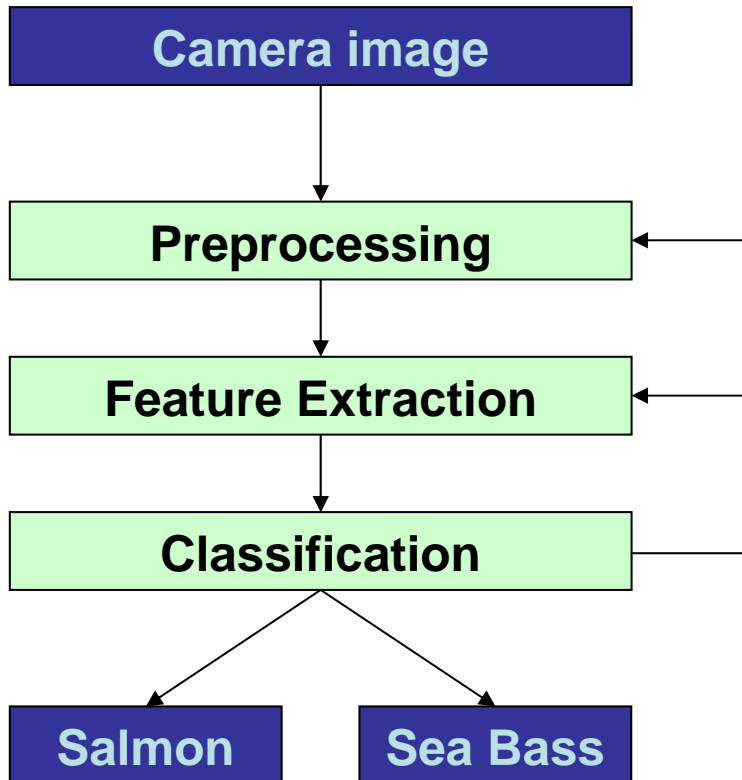 Camera image
Preprocessing
Feature Extraction
Classification
Salmon
Sea Bass